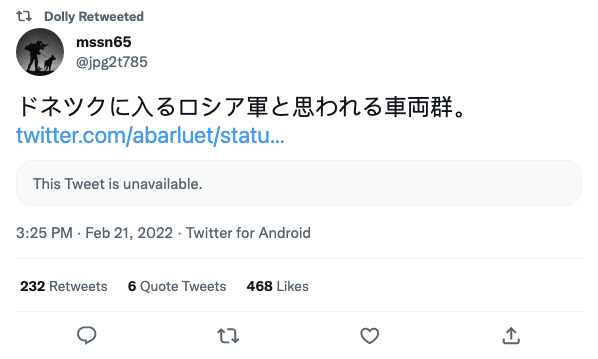 Dolly Retweeted
mssn65
@jpg2t785
ドネツクに入るロシア軍と思われる車両群。
twitter.com/abarluet/statu...
This Tweet is unavailable.
3:25 PM · Feb 21, 2022 · Twitter for Android
232 Retweets 6 Quote Tweets 468 Likes